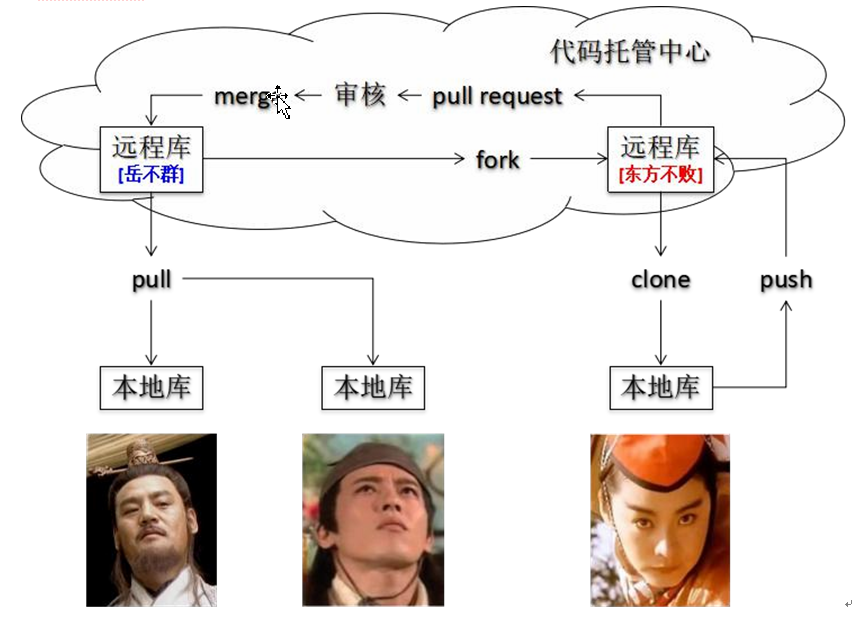 代码托管中心
merge
审核
pull request
远程库
[岳不群]
fork
远程库
[东方不败]
pull
clone
push
本地库
本地库
本地库